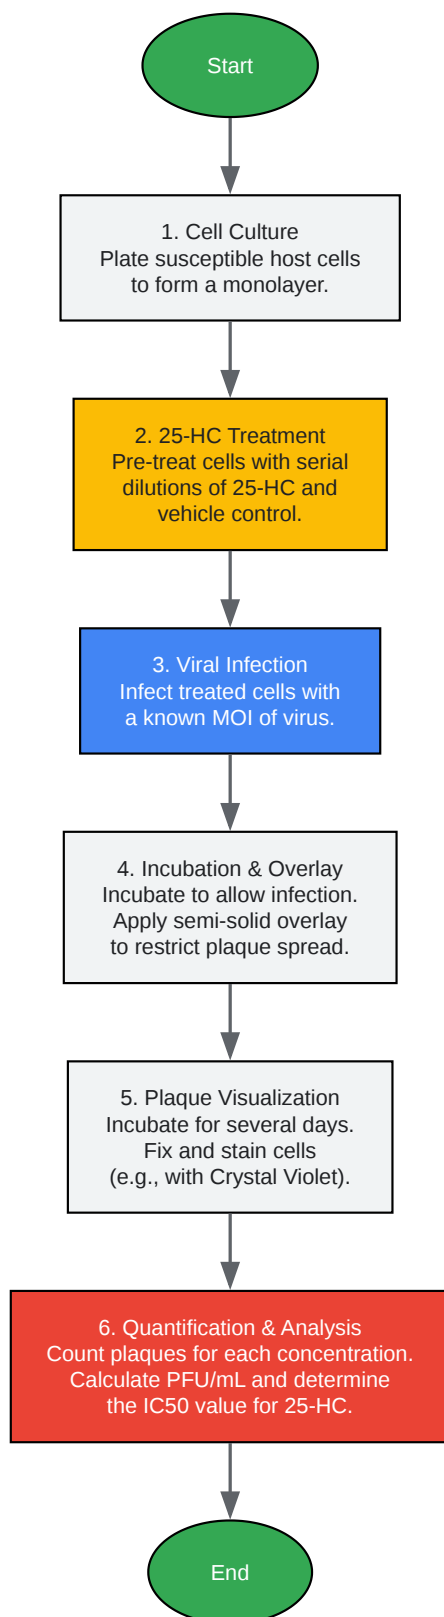 Start
1. Cell Culture
Plate susceptible host cells
to form a monolayer.
2. 25-HC Treatment
Pre-treat cells with serial
dilutions of 25-HC and
vehicle control.
3. Viral Infection
Infect treated cells with
a known MOI of virus.
4. Incubation & Overlay
Incubate to allow infection.
Apply semi-solid overlay
to restrict plaque spread.
5. Plaque Visualization
Incubate for several days.
Fix and stain cells
(e.g., with Crystal Violet).
6. Quantification & Analysis
Count plaques for each concentration.
Calculate PFU/mL and determine
the IC50 value for 25-HC.
End